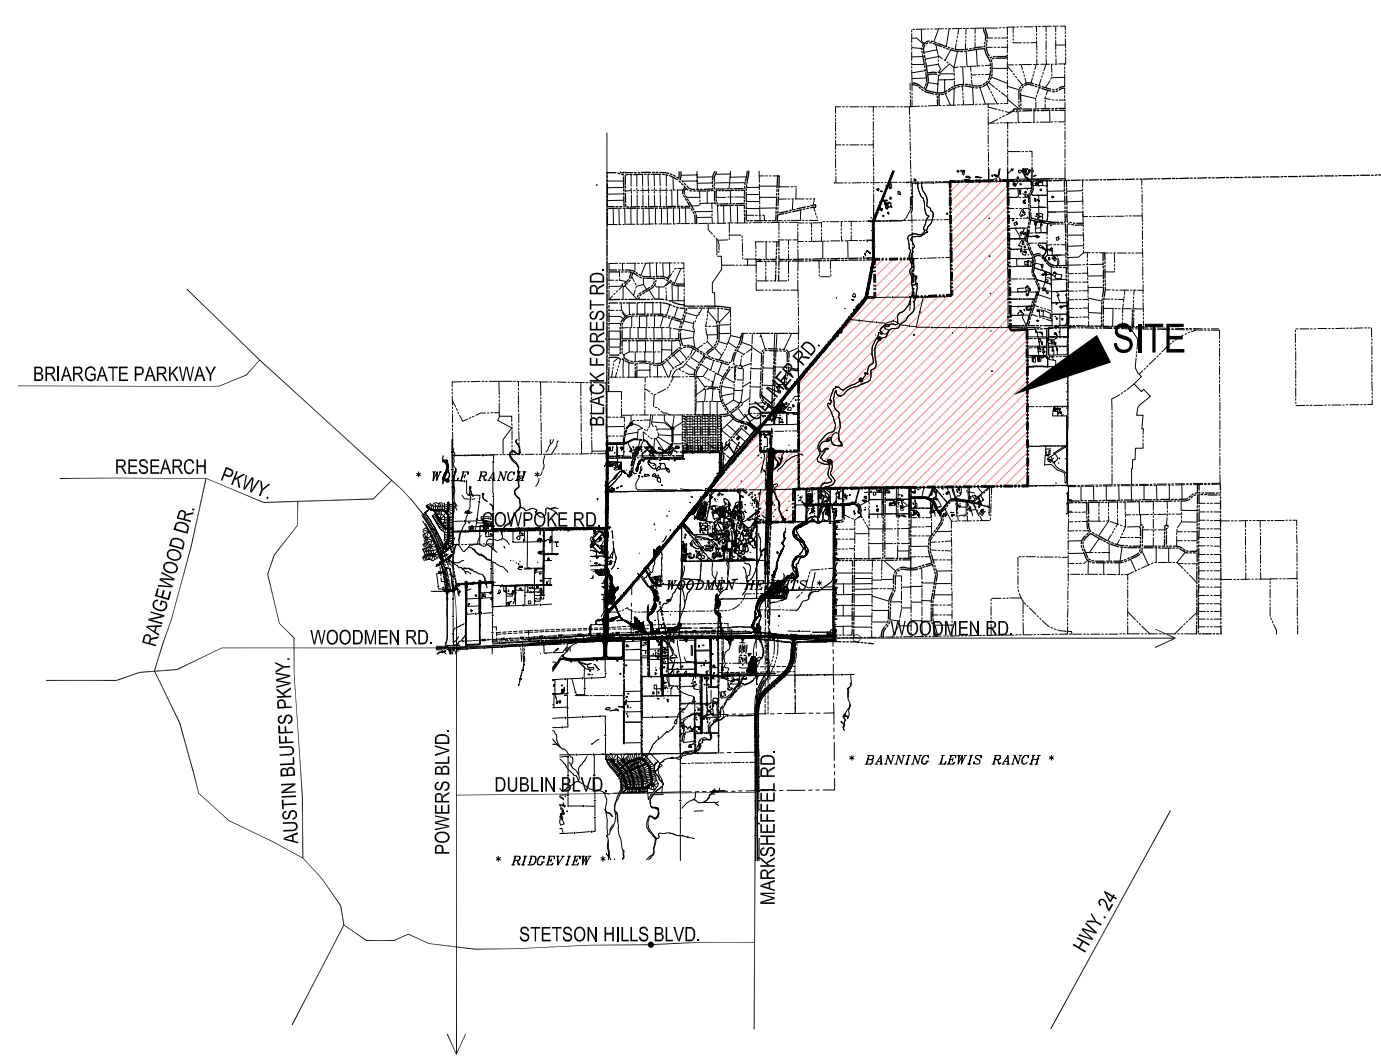 SITE
BLACK FOREST RD.
VOLLMER RD.
BRIARGATE PARKWAY
RESEARCH PKWY.
* WOLF RANCH *
COWPOKE RD.
RANGEWOOD DR.
* WOODMEN HEIGHTS *
WOODMEN RD.
WOODMEN RD.
AUSTIN BLUFFS PKWY.
POWERS BLVD.
MARKSHEFFEL RD.
* BANNING LEWIS RANCH *
DUBLIN BLVD.
* RIDGEVIEW *
HWY. 24
STETSON HILLS BLVD.